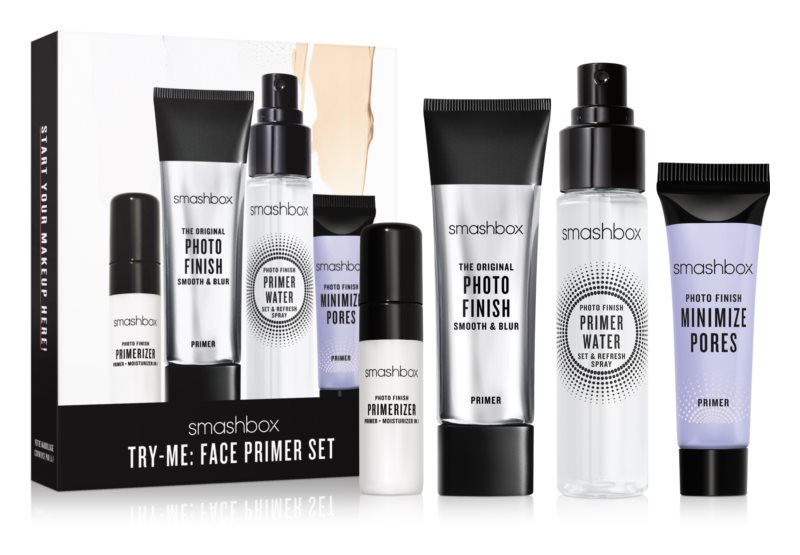 START YOUR MAKEUP HERE!
smashbox
PHOTO FINISH
PRIMERIZER
PRIMER + MOISTURIZER IN 1
smashbox
THE ORIGINAL
PHOTO
FINISH
SMOOTH & BLUR
PRIMER
smashbox
PHOTO FINISH
PRIMER
WATER
SET & REFRESH
SPRAY
smashbox
PHOTO FINISH
MINIMIZE
PORES
PRIMER
smashbox
TRY-ME: FACE PRIMER SET
smashbox
PHOTO FINISH
PRIMERIZER
PRIMER + MOISTURIZER IN
smashbox
THE ORIGINAL
PHOTO
FINISH
SMOOTH & BLUR
PRIMER
smashbox
PHOTO FINISH
PRIMER
WATER
SET & REFRESH
SPRAY
smashbox
PHOTO FINISH
MINIMIZE
PORES
PRIMER